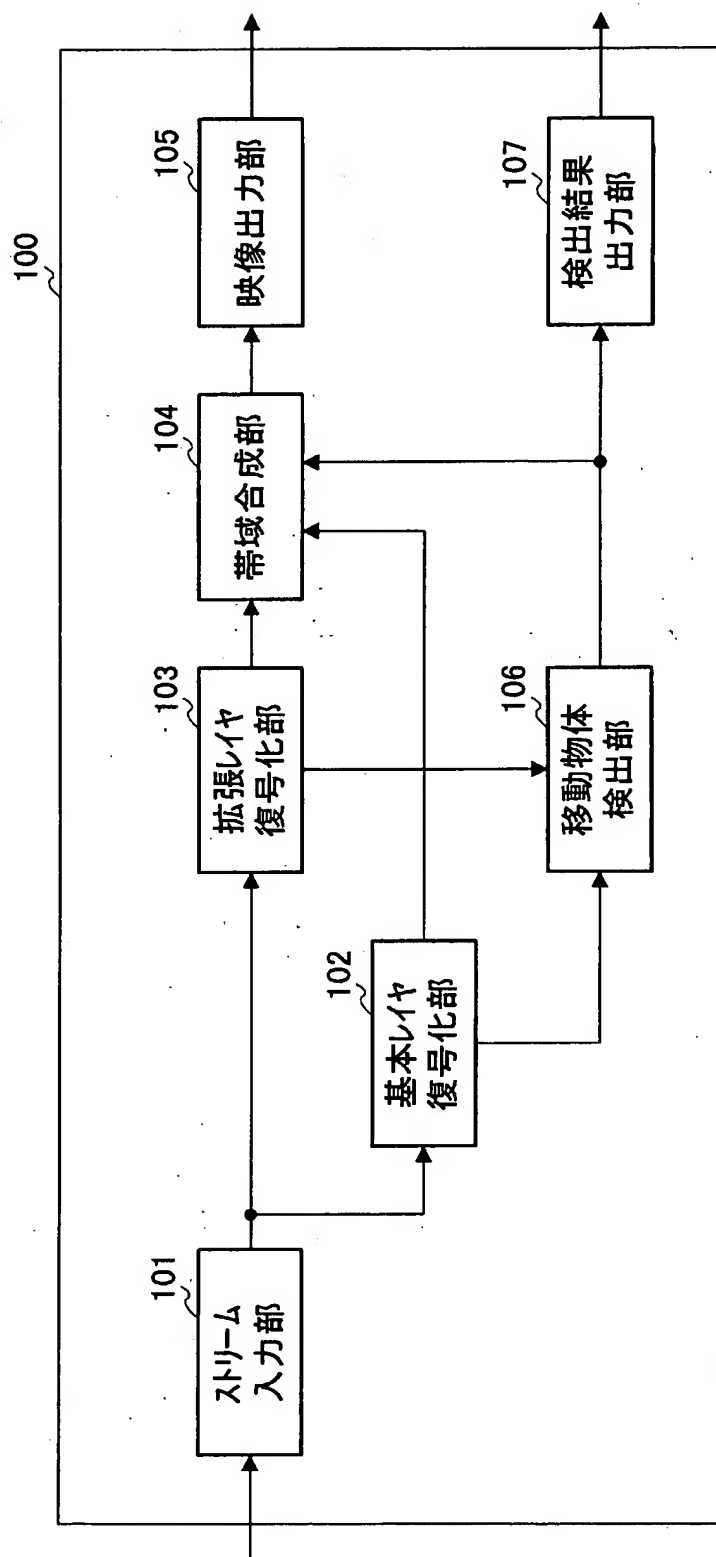 100
101
ストリーム
入力部
102
基本レイヤ
復号化部
103
拡張レイヤ
復号化部
104
帯域合成部
105
映像出力部
106
移動物体
検出部
107
検出結果
出力部